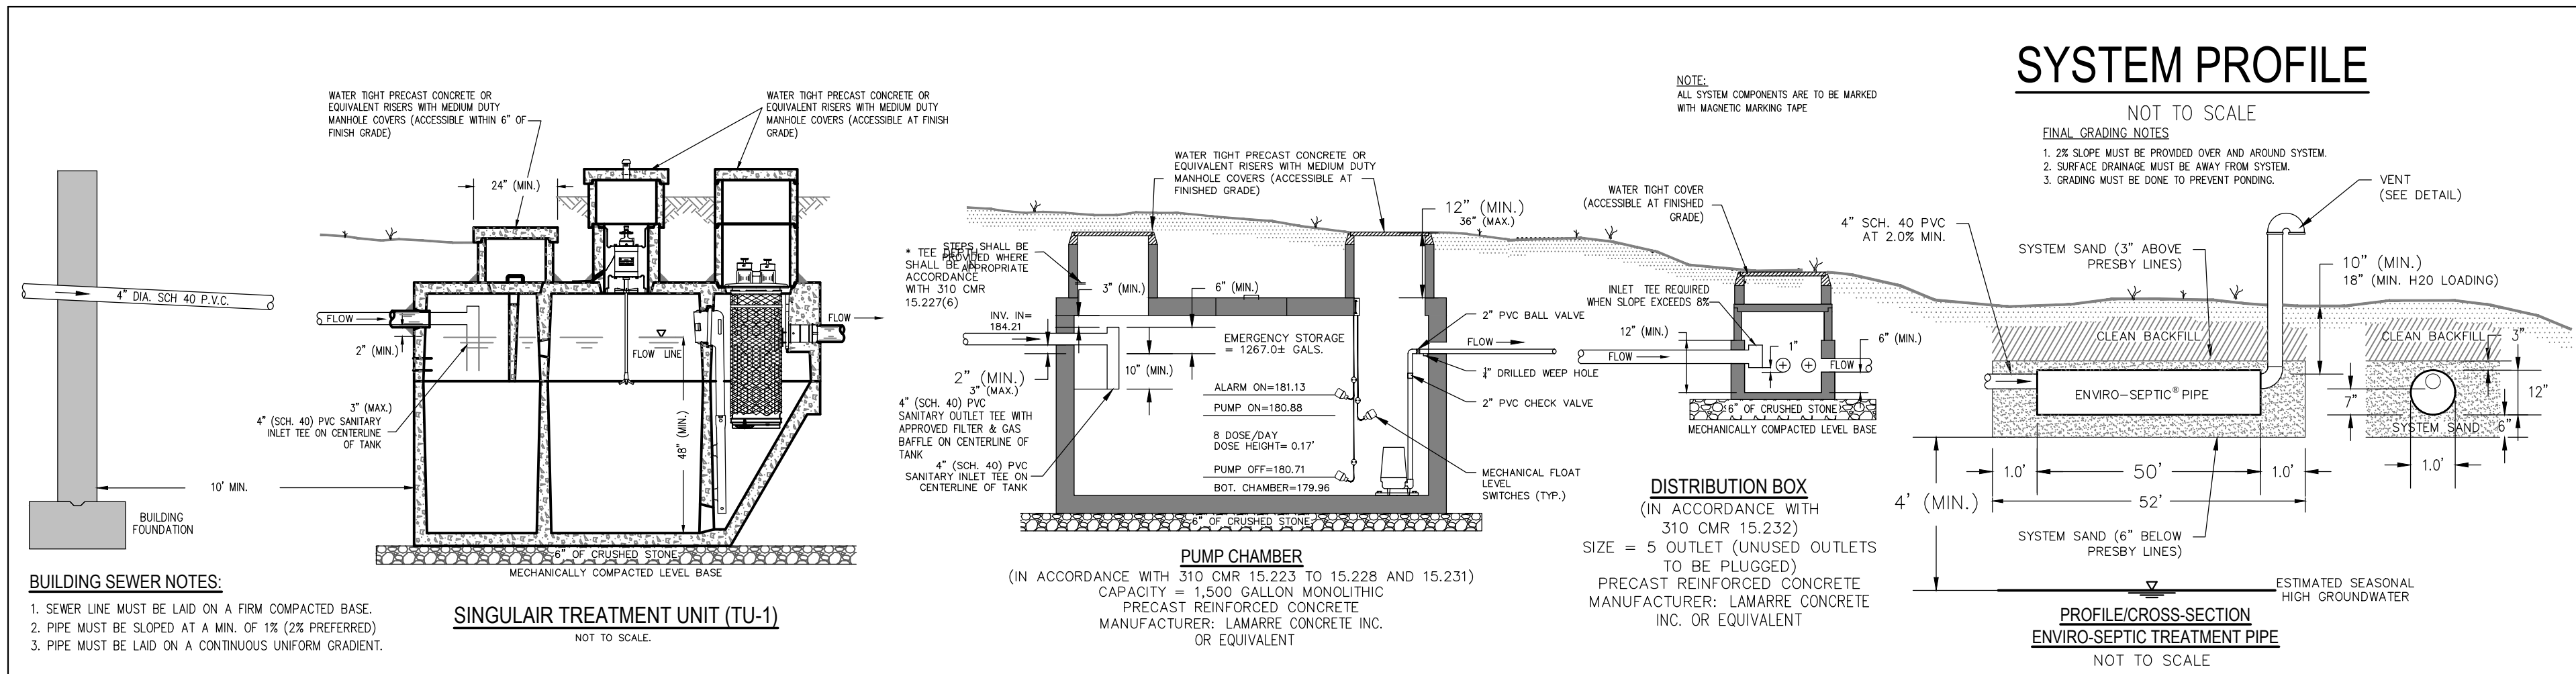 SYSTEM PROFILE
NOT TO SCALE
FINAL GRADING NOTES
1. 2% SLOPE MUST BE PROVIDED OVER AND AROUND SYSTEM.
2. SURFACE DRAINAGE MUST BE AWAY FROM SYSTEM.
3. GRADING MUST BE DONE TO PREVENT PONDING.
NOTE:
ALL SYSTEM COMPONENTS ARE TO BE MARKED
WITH MAGNETIC MARKING TAPE
WATER TIGHT PRECAST CONCRETE OR
EQUIVALENT RISERS WITH MEDIUM DUTY
MANHOLE COVERS (ACCESSIBLE WITHIN 6" OF
FINISH GRADE)
WATER TIGHT PRECAST CONCRETE OR
EQUIVALENT RISERS WITH MEDIUM DUTY
MANHOLE COVERS (ACCESSIBLE AT FINISH
GRADE)
24" (MIN.)
4" DIA. SCH 40 P.V.C.
FLOW
2" (MIN.)
FLOW LINE
FLOW
3" (MAX.)
4" (SCH. 40) PVC SANITARY
INLET TEE ON CENTERLINE
OF TANK
48" (MIN.)
10' MIN.
BUILDING
FOUNDATION
6" OF CRUSHED STONE
MECHANICALLY COMPACTED LEVEL BASE
BUILDING SEWER NOTES:
1. SEWER LINE MUST BE LAID ON A FIRM COMPACTED BASE.
2. PIPE MUST BE SLOPED AT A MIN. OF 1% (2% PREFERRED)
3. PIPE MUST BE LAID ON A CONTINUOUS UNIFORM GRADIENT.
SINGULAIR TREATMENT UNIT (TU-1)
NOT TO SCALE.
WATER TIGHT PRECAST CONCRETE OR
EQUIVALENT RISERS WITH MEDIUM DUTY
MANHOLE COVERS (ACCESSIBLE AT
FINISHED GRADE)
12" (MIN.)
36" (MAX.)
STEPS SHALL BE
PROVIDED WHERE
APPROPRIATE
* TEE DEPTH
SHALL BE IN
ACCORDANCE
WITH 310 CMR
15.227(6)
3" (MIN.)
6" (MIN.)
INV. IN=
184.21
EMERGENCY STORAGE
= 1267.0± GALS.
10" (MIN.)
2" (MIN.)
3" (MAX.)
4" (SCH. 40) PVC
SANITARY OUTLET TEE WITH
APPROVED FILTER & GAS
BAFFLE ON CENTERLINE OF
TANK
4" (SCH. 40) PVC
SANITARY INLET TEE ON
CENTERLINE OF TANK
ALARM ON=181.13
PUMP ON=180.88
8 DOSE/DAY
DOSE HEIGHT= 0.17'
PUMP OFF=180.71
BOT. CHAMBER=179.96
2" PVC BALL VALVE
FLOW
1/4" DRILLED WEEP HOLE
2" PVC CHECK VALVE
MECHANICAL FLOAT
LEVEL
SWITCHES (TYP.)
6" OF CRUSHED STONE
PUMP CHAMBER
(IN ACCORDANCE WITH 310 CMR 15.223 TO 15.228 AND 15.231)
CAPACITY = 1,500 GALLON MONOLITHIC
PRECAST REINFORCED CONCRETE
MANUFACTURER: LAMARRE CONCRETE INC.
OR EQUIVALENT
WATER TIGHT COVER
(ACCESSIBLE AT FINISHED
GRADE)
INLET TEE REQUIRED
WHEN SLOPE EXCEEDS 8%
12" (MIN.)
FLOW
1"
6" (MIN.)
FLOW
6" OF CRUSHED STONE
MECHANICALLY COMPACTED LEVEL BASE
DISTRIBUTION BOX
(IN ACCORDANCE WITH
310 CMR 15.232)
SIZE = 5 OUTLET (UNUSED OUTLETS
TO BE PLUGGED)
PRECAST REINFORCED CONCRETE
MANUFACTURER: LAMARRE CONCRETE
INC. OR EQUIVALENT
4" SCH. 40 PVC
AT 2.0% MIN.
VENT
(SEE DETAIL)
SYSTEM SAND (3" ABOVE
PRESBY LINES)
10" (MIN.)
18" (MIN. H20 LOADING)
CLEAN BACKFILL
CLEAN BACKFILL
3"
ENVIRO-SEPTIC® PIPE
7"
12"
SYSTEM SAND
6"
1.0'
50'
1.0'
1.0'
52'
4' (MIN.)
SYSTEM SAND (6" BELOW
PRESBY LINES)
ESTIMATED SEASONAL
HIGH GROUNDWATER
PROFILE/CROSS-SECTION
ENVIRO-SEPTIC TREATMENT PIPE
NOT TO SCALE